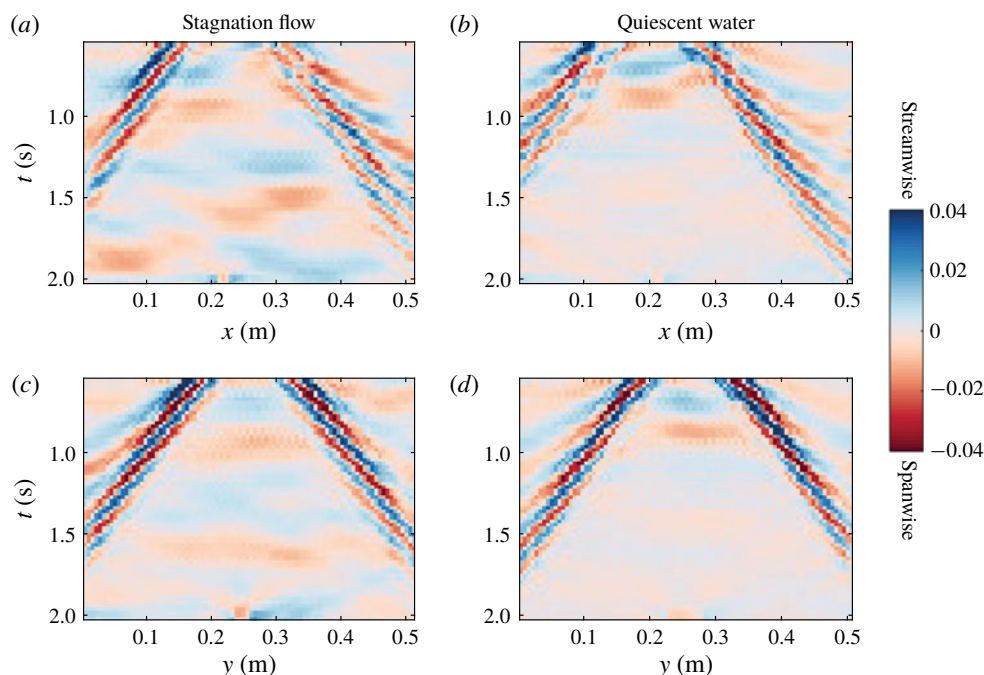 Stagnation flow
Quiescent water
(a)
(b)
1.0
1.5
2.0
t (s)
0.1 0.2 0.3 0.4 0.5
x (m)
0.1 0.2 0.3 0.4 0.5
x (m)
(c)
(d)
1.0
1.5
2.0
t (s)
0.1 0.2 0.3 0.4 0.5
y (m)
1.0
1.5
2.0
0.1 0.2 0.3 0.4 0.5
y (m)
1.0
1.5
2.0
Streamwise
0.04
0.02
0
−0.02
−0.04
Spanwise